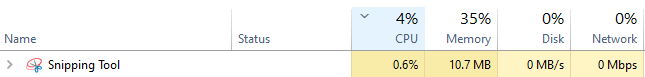 4% 35% 0% 0%
Name Status CPU Memory Disk Network
Snipping Tool 0.6% 10.7 MB 0 MB/s 0 Mbps